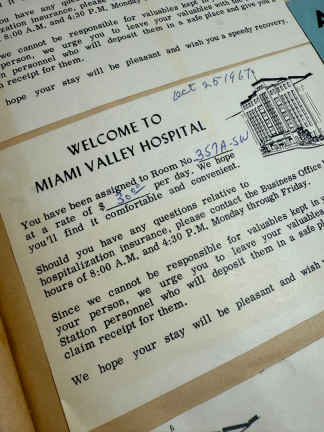 you have any questions
hospitalization insurance, please
of 8:00 A.M. and 4:30 P.M.
we cannot be responsible for valuables kept in
person, we urge you to leave your valuables with the
personnel who will deposit them in a safe place and give you
receipt for them.
hope your stay will be pleasant and wish you a speedy recovery.
Oct 25 1967
WELCOME TO
MIAMI VALLEY HOSPITAL
You have been assigned to Room No. 357A-SW
at a rate of $ 30.00 per day. We hope
you'll find it comfortable and convenient.
Should you have any questions relative to
hospitalization insurance, please contact the Business Office
hours of 8:00 A.M. and 4:30 P.M. Monday through Friday.
Since we cannot be responsible for valuables kept in
your person, we urge you to leave your valuables
Station personnel who will deposit them in a safe
claim receipt for them.
We hope your stay will be pleasant and wish